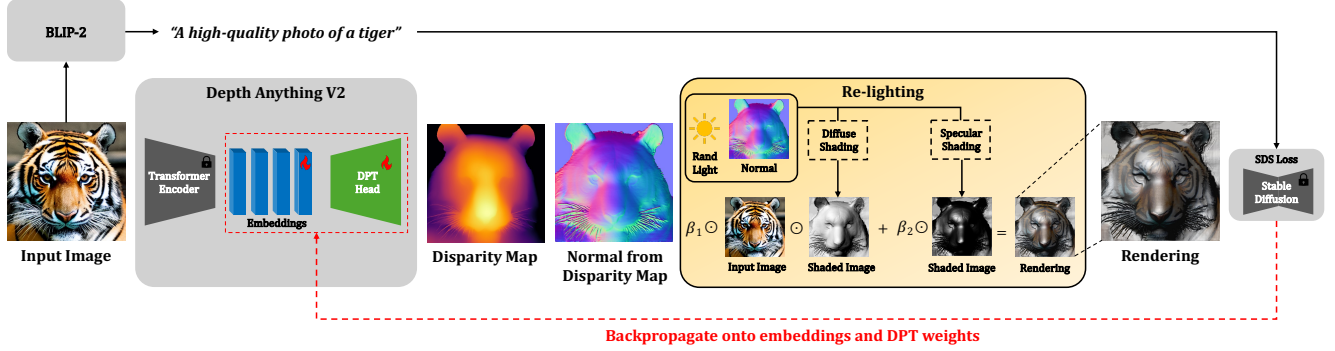 BLIP-2
“A high-quality photo of a tiger”
Depth Anything V2
Re-lighting
Transformer
Encoder
Embeddings
DPT
Head
Rand
Light
Normal
Diffuse
Shading
Specular
Shading
SDS Loss
Stable
Diffusion
β₁⊙
⊙
+
β₂⊙
=
Input Image
Shaded Image
Shaded Image
Rendering
Input Image
Disparity Map
Normal from
Disparity Map
Rendering
Backpropagate onto embeddings and DPT weights